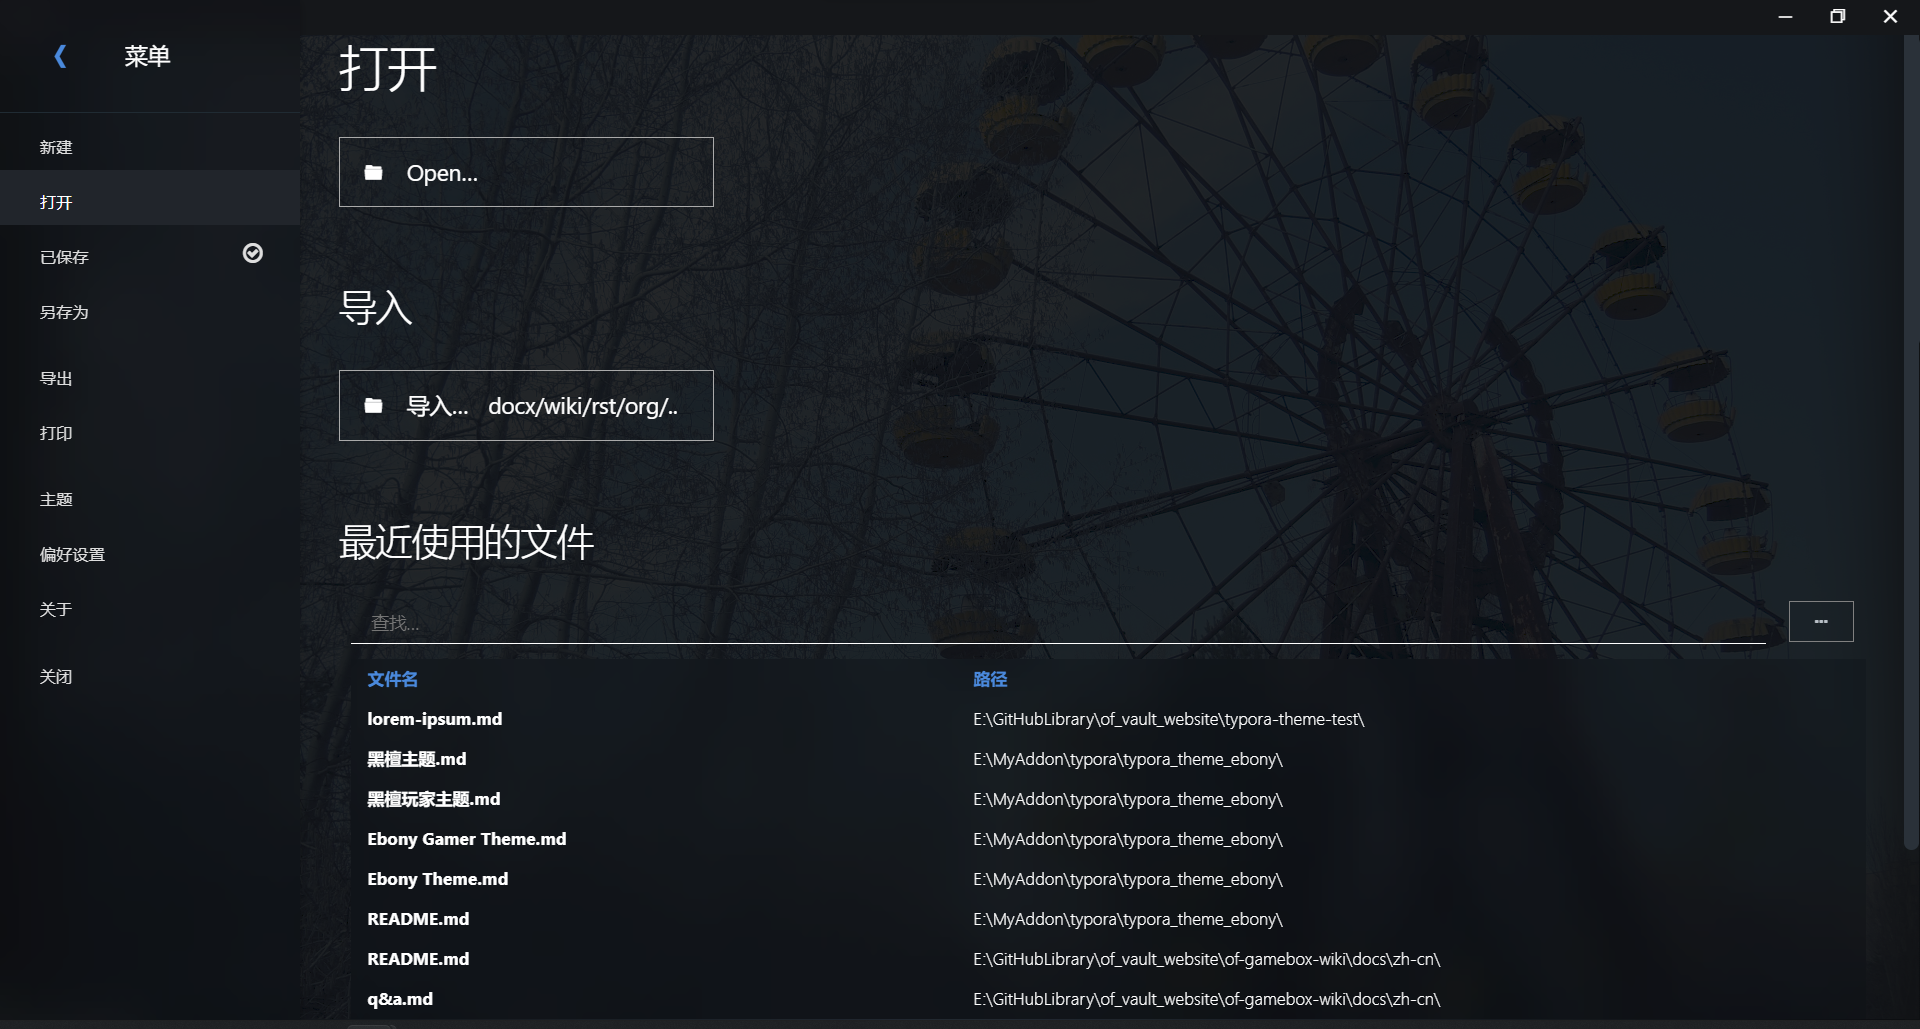 菜单
新建
打开
已保存
另存为
导出
打印
主题
偏好设置
关于
关闭
打开
Open...
导入
导入... docx/wiki/rst/org/..
最近使用的文件
查找...
...
文件名 路径
lorem-ipsum.md E:\GitHubLibrary\of_vault_website\typora-theme-test\
黑檀主题.md E:\MyAddon\typora\typora_theme_ebony\
黑檀玩家主题.md E:\MyAddon\typora\typora_theme_ebony\
Ebony Gamer Theme.md E:\MyAddon\typora\typora_theme_ebony\
Ebony Theme.md E:\MyAddon\typora\typora_theme_ebony\
README.md E:\MyAddon\typora\typora_theme_ebony\
README.md E:\GitHubLibrary\of_vault_website\of-gamebox-wiki\docs\zh-cn\
q&a.md E:\GitHubLibrary\of_vault_website\of-gamebox-wiki\docs\zh-cn\